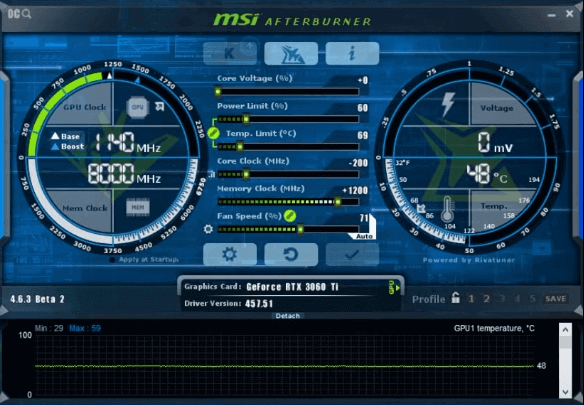 OC
msi AFTERBURNER
K
i
GPU Clock
GPU
Base
Boost
1140 MHz
8000 MHz
Mem Clock
MEM
0
250
500
750
1000
1250
1500
1750
2000
2250
3750
6750
Apply at Startup
Core Voltage (%)
+0
Power Limit (%)
60
Temp. Limit (°C)
69
Core Clock (MHz)
-200
Memory Clock (MHz)
+1200
Fan Speed (%)
71
Auto
Voltage
0 mV
48 °C
Temp.
0
.25
.5
.75
1
1.25
1.5
1.75
2
32°F
50
68
86
104
122
140
158
176
194
90
80
70
60
50
40
30
20
Powered by Rivatuner
4.6.3 Beta 2
Graphics Card: GeForce RTX 3060 Ti
Driver Version: 457.51
GPU
Detach
Profile
1 2 3 4 5 SAVE
Min : 29 Max : 59
GPU1 temperature, °C
100
48
0